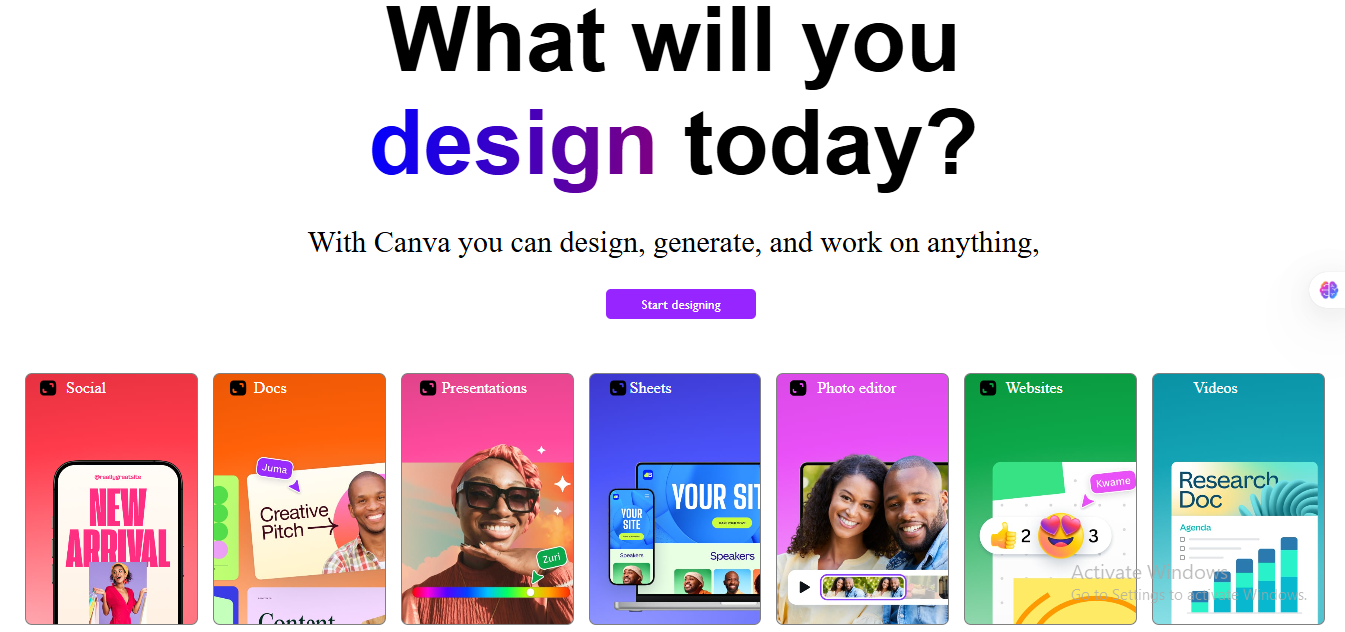 What will you
design today?
With Canva you can design, generate, and work on anything,
Start designing
Social
Docs
Presentations
Sheets
Photo editor
Websites
Videos
@reallygreatsite
NEW
ARRIVAL
Juma
Creative
Pitch
Content
Zuri
YOUR
SITE
Speakers
YOUR SIT
Speakers
Kwame
2
3
Research
Doc
Agenda
Activate Windows
Go to Settings to activate Windows.